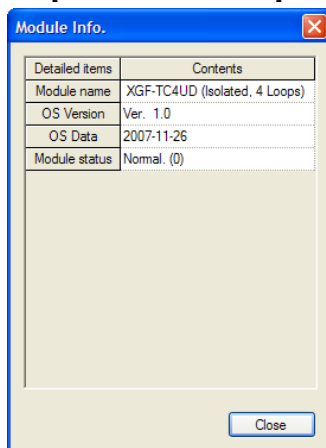 Module Info.
Detailed items Contents
Module name XGF-TC4UD (Isolated, 4 Loops)
OS Version Ver. 1.0
OS Data 2007-11-26
Module status Normal. (0)
Close